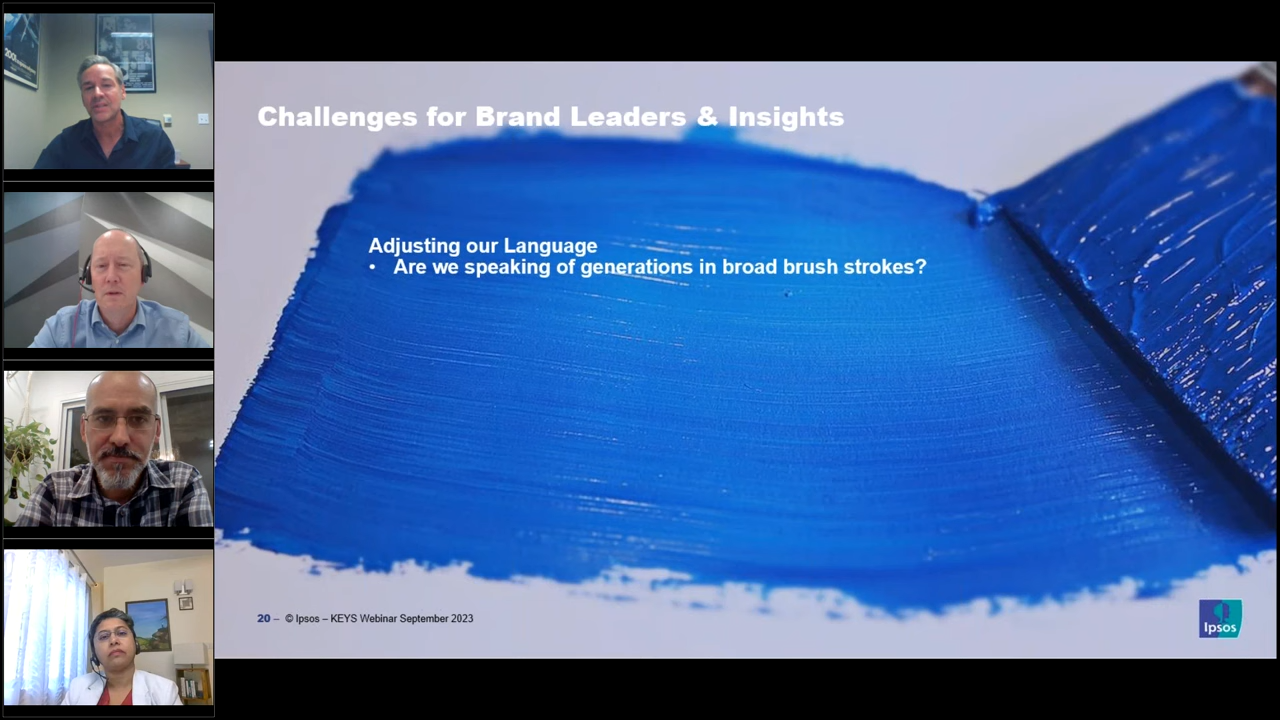 Challenges for Brand Leaders & Insights
Adjusting our Language
• Are we speaking of generations in broad brush strokes?
20 – © Ipsos – KEYS Webinar September 2023
Ipsos